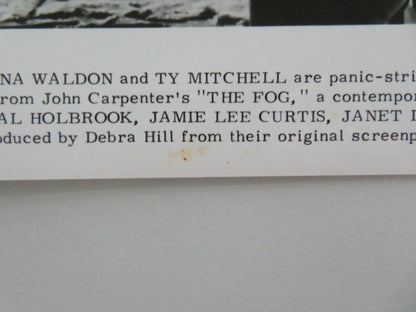 NA WALDON and TY MITCHELL are panic-stri
rom John Carpenter's "THE FOG," a contempor
AL HOLBROOK, JAMIE LEE CURTIS, JANET L
oduced by Debra Hill from their original screenp